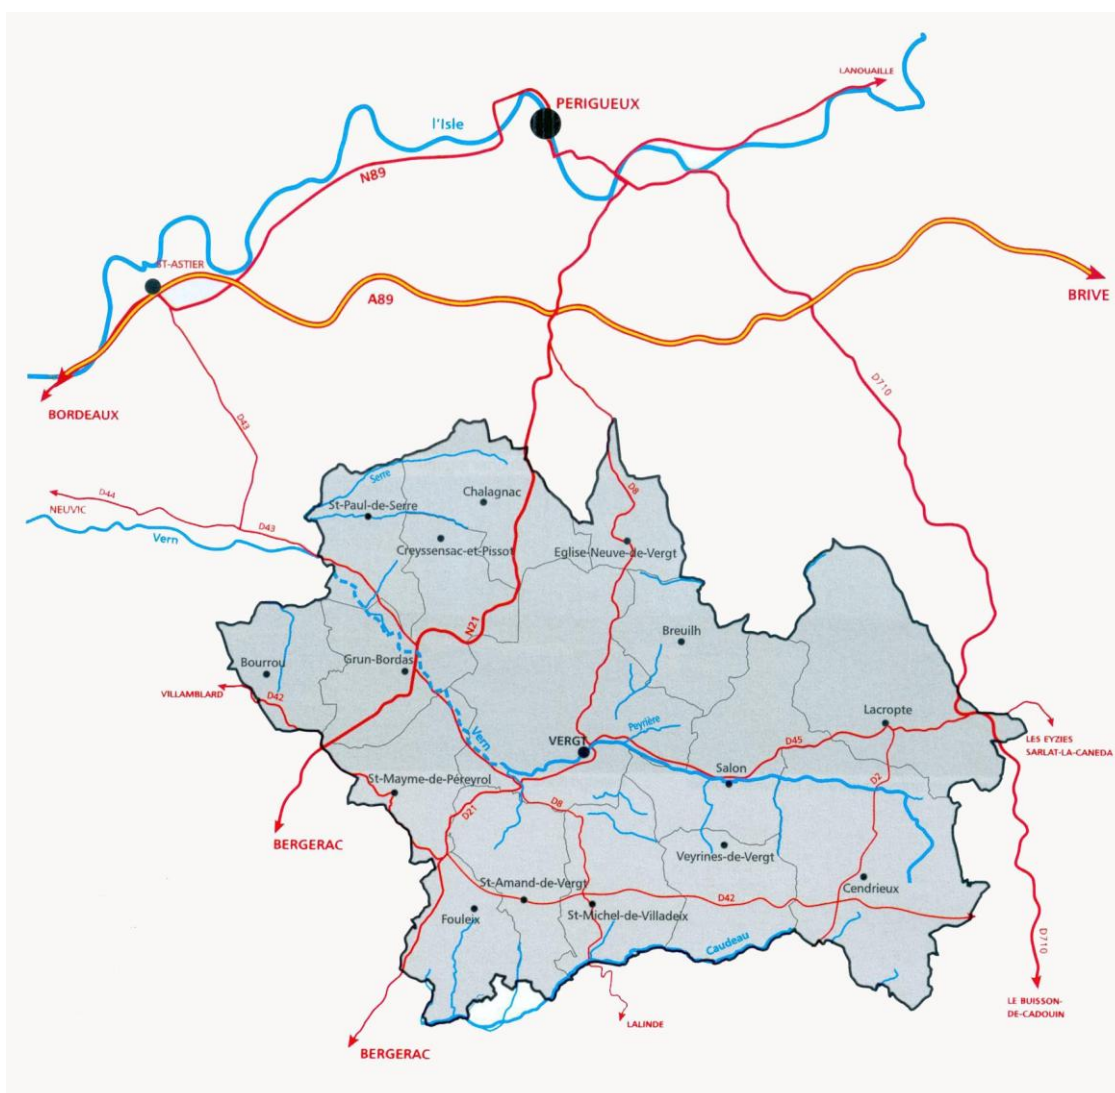 LANOUAILLE
PERIGUEUX
l'Isle
N89
ST-ASTIER
A89
BRIVE
BORDEAUX
D710
D43
D44
NEUVIC
D43
Vern
Serre
Chalagnac
St-Paul-de-Serre
Creyssensac-et-Pissot
D8
Eglise-Neuve-de-Vergt
N21
Breuilh
Bourrou
Grun-Bordas
VILLAMBLARD
D42
Lacropte
Peyrière
Vern
VERGT
D45
LES EYZIES
SARLAT-LA-CANEDA
Salon
D2
St-Mayme-de-Péreyrol
D21
D8
BERGERAC
Veyrines-de-Vergt
St-Amand-de-Vergt
Cendrieux
D42
Fouleix
St-Michel-de-Villadeix
Caudeau
D710
LE BUISSON-
DE-CADOUIN
LALINDE
BERGERAC